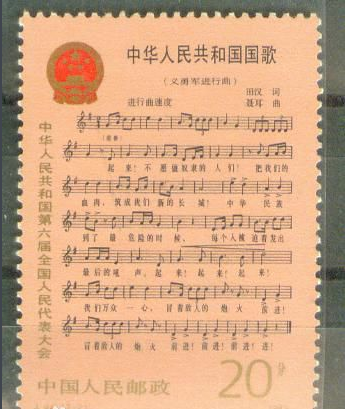 中华人民共和国国歌
(义勇军进行曲)
田汉 词
进行曲速度
聂耳 曲
(前奏)
起来!不愿做奴隶的人们!把我们的
血肉,筑成我们新的长城!中华民族
到了最危险的时候,每个人被迫着发出
最后的吼声。起来!起来!起来!
我们万众一心,冒着敌人的炮火前进!
冒着敌人的炮火前进!前进!前进、进!
中华人民共和国第六届全国人民代表大会
中国人民邮政
20分